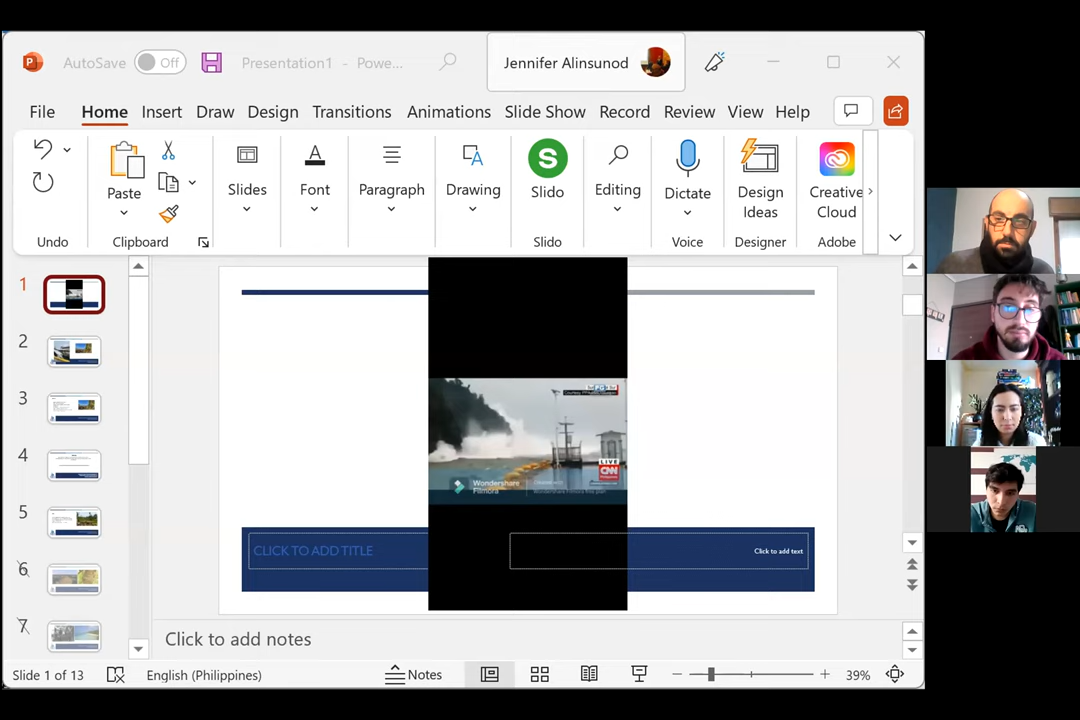 AutoSave Off Presentation1 - Powe... Jennifer Alinsunod
File Home Insert Draw Design Transitions Animations Slide Show Record Review View Help
Paste Slides Font Paragraph Drawing Slido Editing Dictate Design Ideas Creative Cloud
Undo Clipboard Slido Voice Designer Adobe
1
2
3
4
5
6
7
LIVE
CNN
Philippines
Wondershare
Filmora
CLICK TO ADD TITLE
Click to add text
Click to add notes
Slide 1 of 13 English (Philippines) Notes 39%